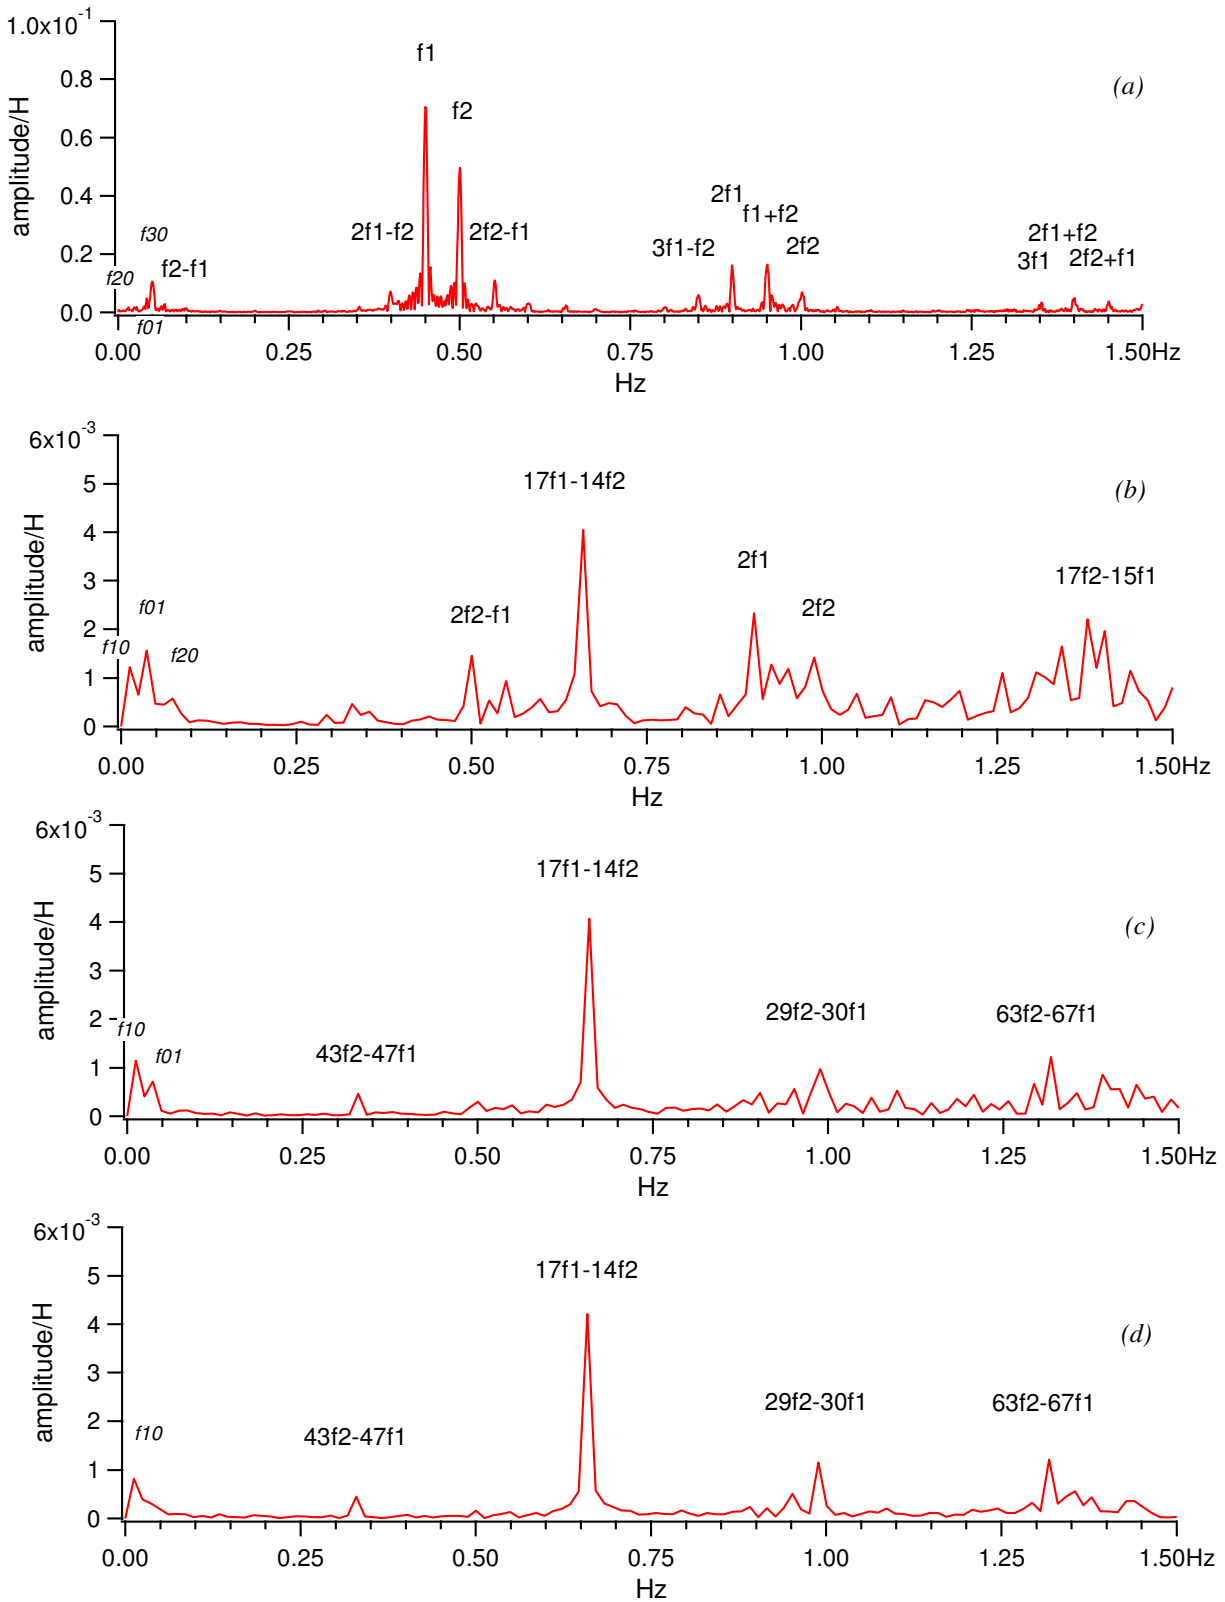 1.0x10-1
f1
(a)
0.8
f2
0.6
amplitude/H
0.4
2f1
f1+f2
f30
2f1-f2
2f2-f1
3f1-f2
2f2
2f1+f2
0.2
f20
f2-f1
3f1
2f2+f1
0.0
f01
0.00 0.25 0.50 0.75 1.00 1.25 1.50Hz
Hz
6x10-3
17f1-14f2
(b)
5
4
amplitude/H
3
2f1
17f2-15f1
2
f01
2f2-f1
2f2
f10
f20
1
0
0.00 0.25 0.50 0.75 1.00 1.25 1.50Hz
Hz
6x10-3
17f1-14f2
5
(c)
4
amplitude/H
3
2
29f2-30f1
63f2-67f1
f10
f01
43f2-47f1
1
0
0.00 0.25 0.50 0.75 1.00 1.25 1.50Hz
Hz
6x10-3
17f1-14f2
5
(d)
4
amplitude/H
3
29f2-30f1
63f2-67f1
2
f10
43f2-47f1
1
0
0.00 0.25 0.50 0.75 1.00 1.25 1.50Hz
Hz